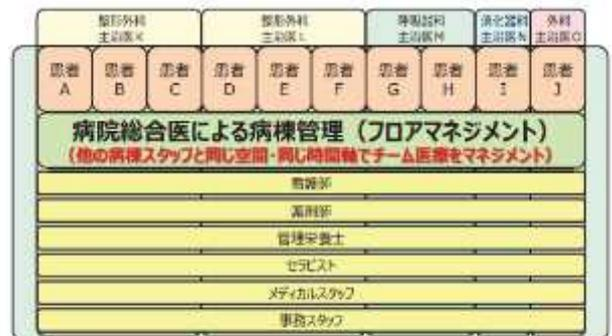 整形外科 整形外科 呼吸器科 消化器科 外科
主治医K 主治医L 主治医M 主治医N 主治医O
患者 患者 患者 患者 患者 患者 患者 患者 患者 患者
A B C D E F G H I J
病院総合医による病棟管理（フロアマネジメント）
(他の病棟スタッフと同じ空間・同じ時間軸でチーム医療をマネジメント)
看護師
薬剤師
管理栄養士
セラピスト
メディカルスタッフ
事務スタッフ